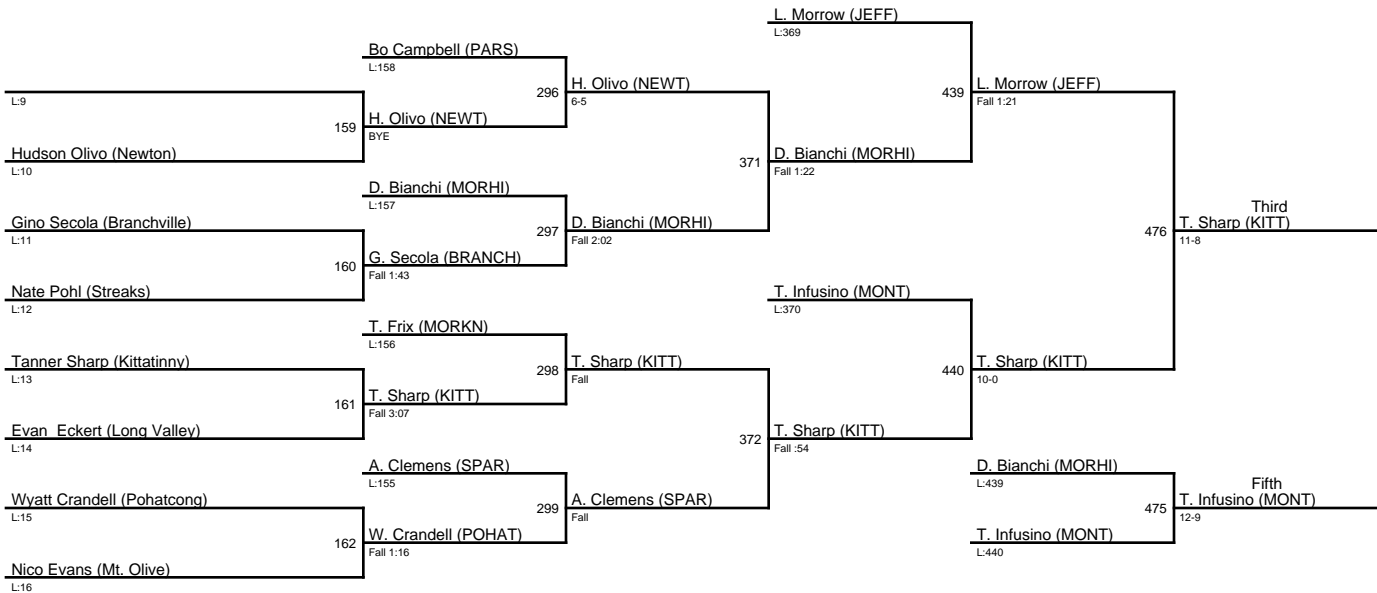 L. Morrow (JEFF)
L:369
Bo Campbell (PARS)
L:158
L:9
296
H. Olivo (NEWT)
6-5
439
L. Morrow (JEFF)
Fall 1:21
159
H. Olivo (NEWT)
BYE
Hudson Olivo (Newton)
L:10
371
D. Bianchi (MORHI)
Fall 1:22
D. Bianchi (MORHI)
L:157
Gino Secola (Branchville)
L:11
297
D. Bianchi (MORHI)
Fall 2:02
476
Third
T. Sharp (KITT)
11-8
160
G. Secola (BRANCH)
Fall 1:43
Nate Pohl (Streaks)
L:12
T. Infusino (MONT)
L:370
T. Frix (MORKN)
L:156
Tanner Sharp (Kittatinny)
L:13
298
T. Sharp (KITT)
Fall
440
T. Sharp (KITT)
10-0
161
T. Sharp (KITT)
Fall 3:07
Evan  Eckert (Long Valley)
L:14
372
T. Sharp (KITT)
Fall :54
A. Clemens (SPAR)
L:155
D. Bianchi (MORHI)
L:439
Wyatt Crandell (Pohatcong)
L:15
299
A. Clemens (SPAR)
Fall
475
Fifth
T. Infusino (MONT)
12-9
162
W. Crandell (POHAT)
Fall 1:16
T. Infusino (MONT)
L:440
Nico Evans (Mt. Olive)
L:16